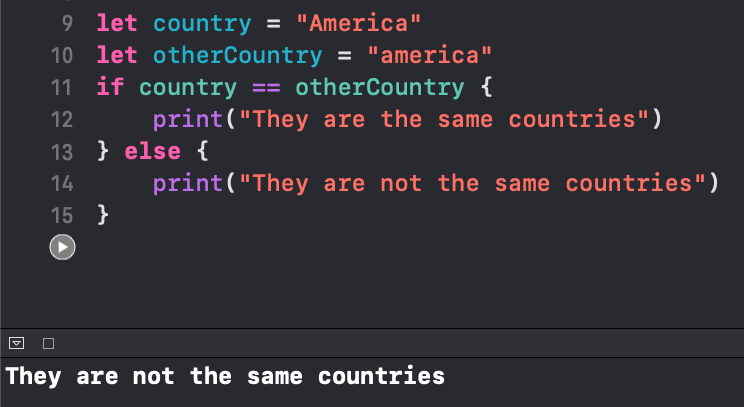 9 let country = "America"
10 let otherCountry = "america"
11 if country == otherCountry {
12     print("They are the same countries")
13 } else {
14     print("They are not the same countries")
15 }
They are not the same countries